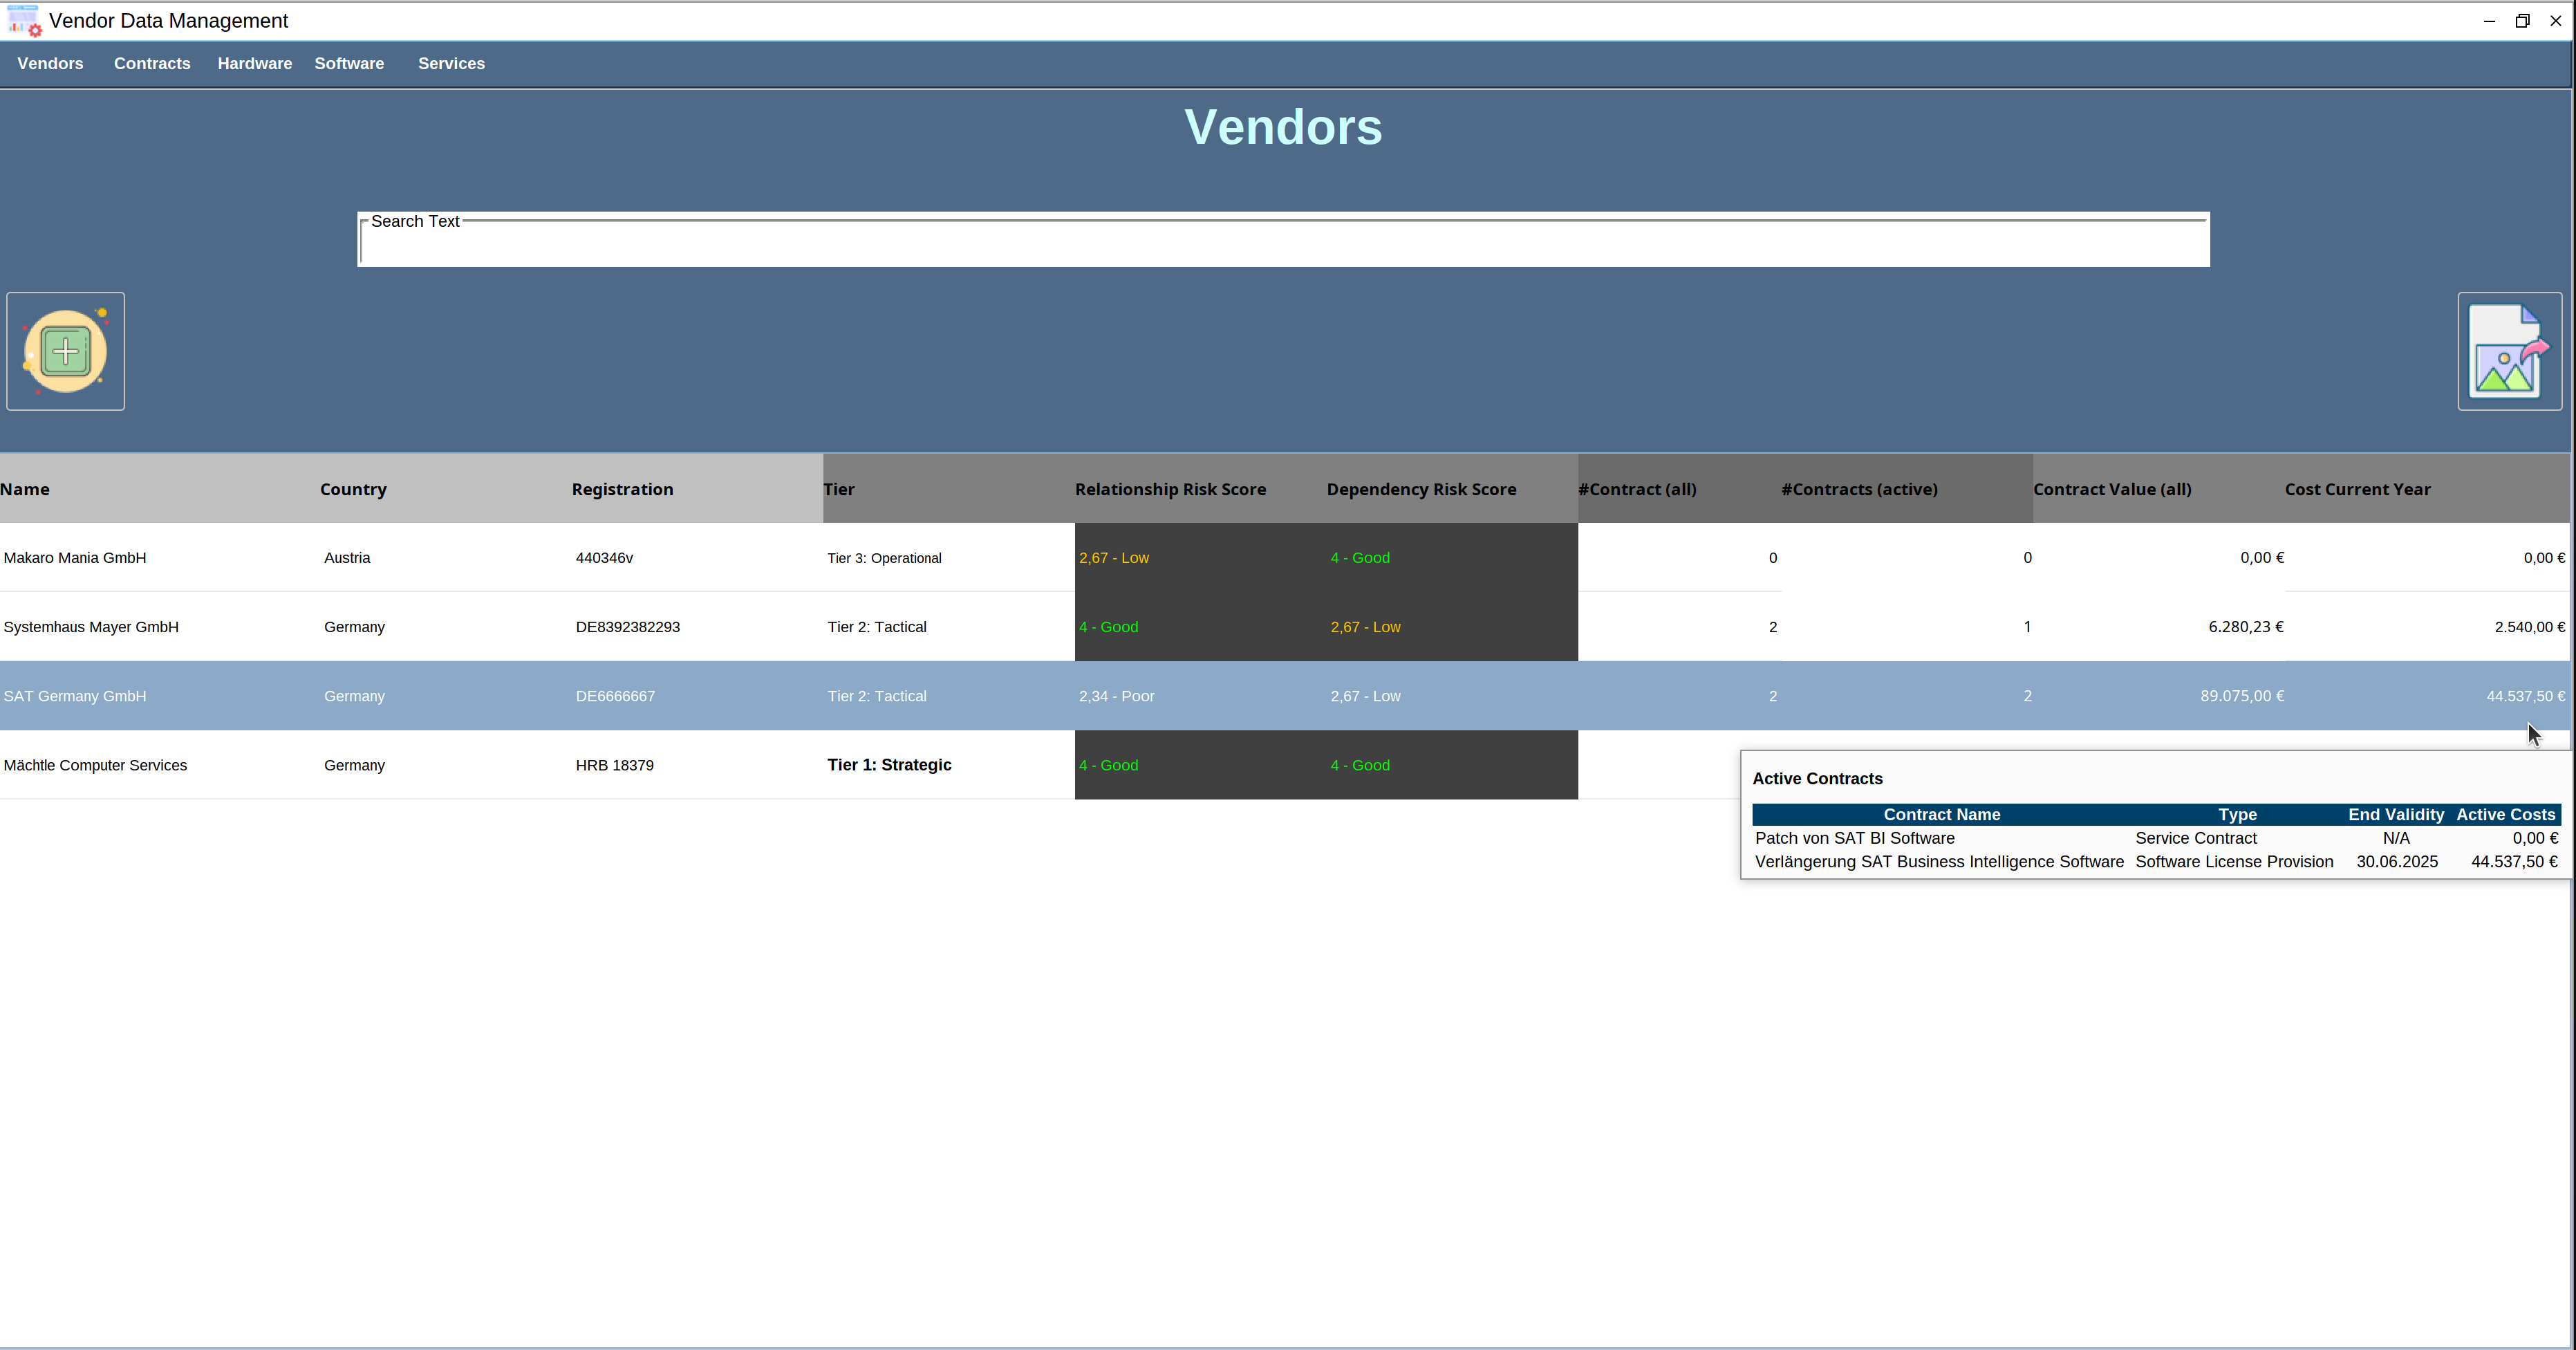 Vendor Data Management
Vendors Contracts Hardware Software Services
Vendors
Search Text
Name Country Registration Tier Relationship Risk Score Dependency Risk Score #Contract (all) #Contracts (active) Contract Value (all) Cost Current Year
Makaro Mania GmbH Austria 440346v Tier 3: Operational 2,67 - Low 4 - Good 0 0 0,00 € 0,00 €
Systemhaus Mayer GmbH Germany DE8392382293 Tier 2: Tactical 4 - Good 2,67 - Low 2 1 6.280,23 € 2.540,00 €
SAT Germany GmbH Germany DE6666667 Tier 2: Tactical 2,34 - Poor 2,67 - Low 2 2 89.075,00 € 44.537,50 €
Mächtle Computer Services Germany HRB 18379 Tier 1: Strategic 4 - Good 4 - Good
Active Contracts
Contract Name Type End Validity Active Costs
Patch von SAT BI Software Service Contract N/A 0,00 €
Verlängerung SAT Business Intelligence Software Software License Provision 30.06.2025 44.537,50 €